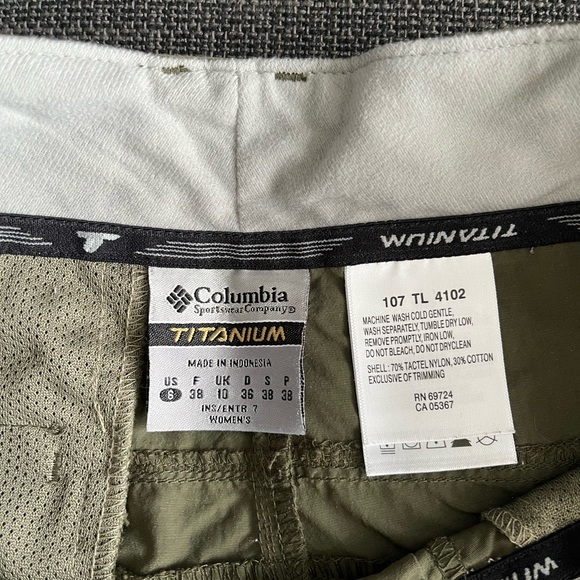 TITANIUM
Columbia
Sportswear Company®
TITANIUM
MADE IN INDONESIA
US F UK D S P
6 38 10 36 38 38
INS/ENTR 7
WOMEN'S
107 TL 4102
MACHINE WASH COLD GENTLE,
WASH SEPARATELY, TUMBLE DRY LOW,
REMOVE PROMPTLY, IRON LOW,
DO NOT BLEACH, DO NOT DRYCLEAN
SHELL: 70% TACTEL NYLON, 30% COTTON
EXCLUSIVE OF TRIMMING
RN 69724
CA 05367